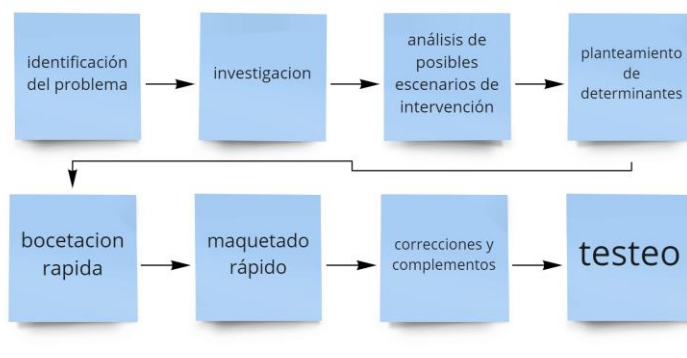 identificación
del problema
investigacion
análisis de
posibles
escenarios de
intervención
planteamiento
de
determinantes
bocetacion
rapida
maquetado
rápido
correcciones y
complementos
testeo